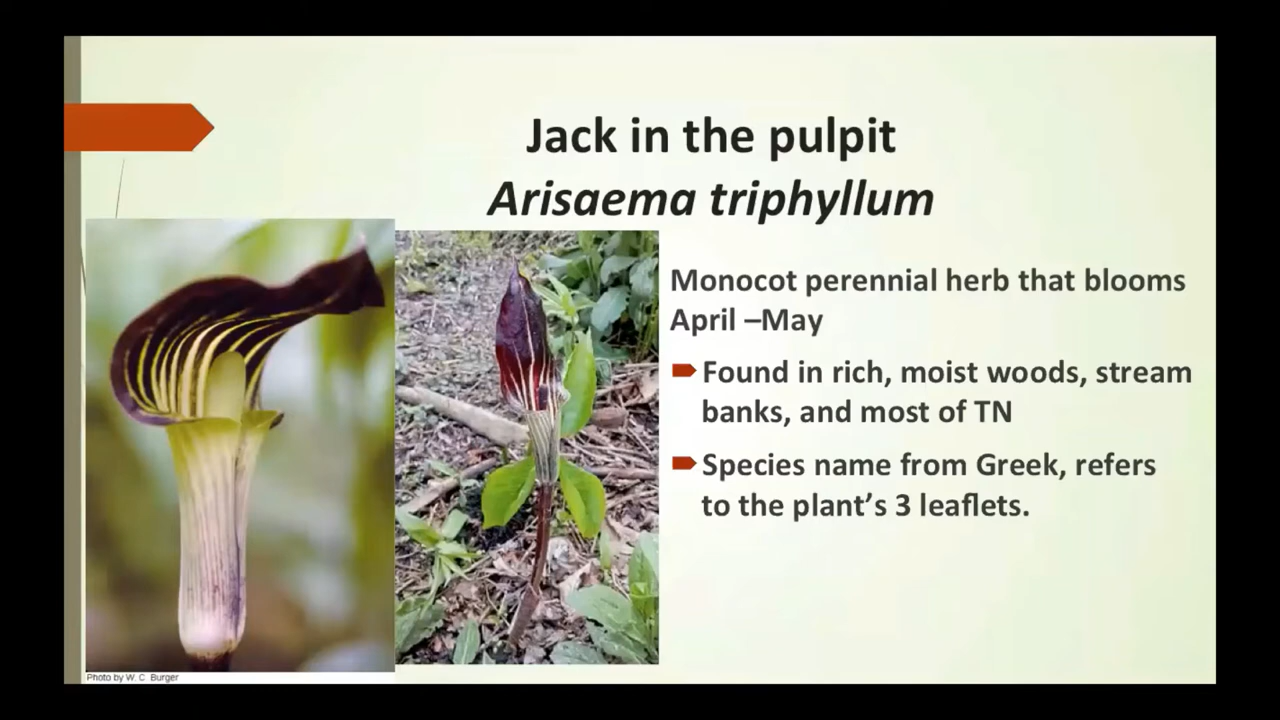 Jack in the pulpit
Arisaema triphyllum
Monocot perennial herb that blooms
April –May
Found in rich, moist woods, stream
banks, and most of TN
Species name from Greek, refers
to the plant’s 3 leaflets.
Photo by W. C. Burger